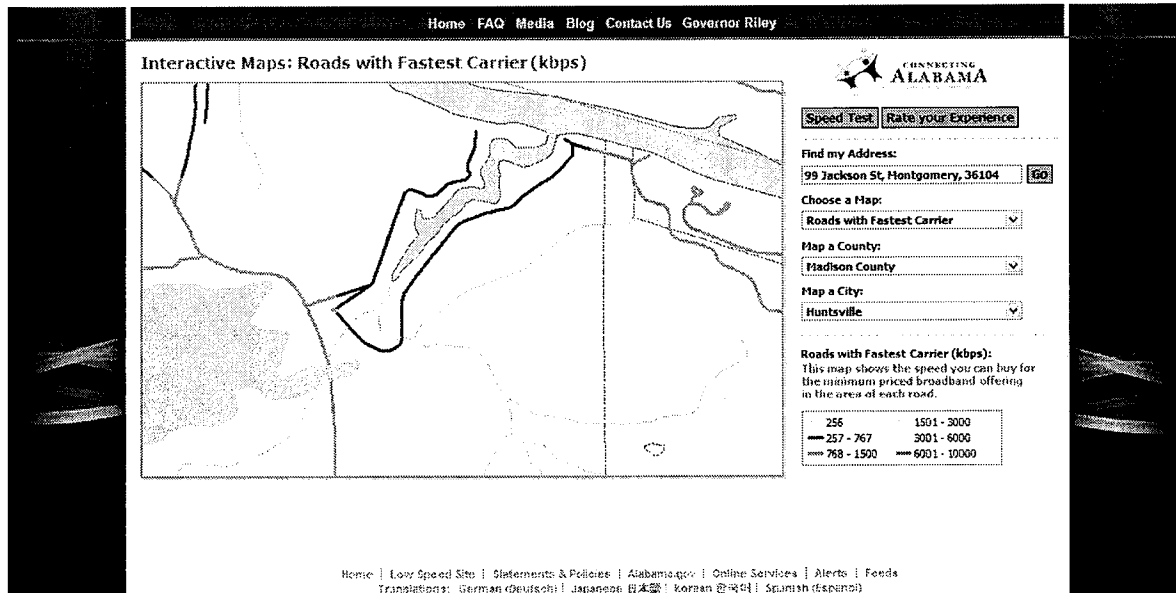 Home FAQ Media Blog Contact Us Governor Riley
Interactive Maps: Roads with Fastest Carrier (kbps)
CONNECTING
ALABAMA
Speed Test Rate your Experience
Find my Address:
99 Jackson St, Montgomery, 36104 Go
Choose a Map:
Roads with Fastest Carrier
Map a County:
Madison County
Map a City:
Huntsville
Roads with Fastest Carrier (kbps):
This map shows the speed you can buy for
the minimum priced broadband offering
in the area of each road.
256 1501 - 3000
257 - 767 3001 - 6000
768 - 1500 6001 - 10000
Home | Low Speed Site | Statements & Policies | Alabama.gov | Online Services | Alerts | Feeds
Translations: German (Deutsch) | Japanese 日本語 | Korean 한국어 | Spanish (Espanol)